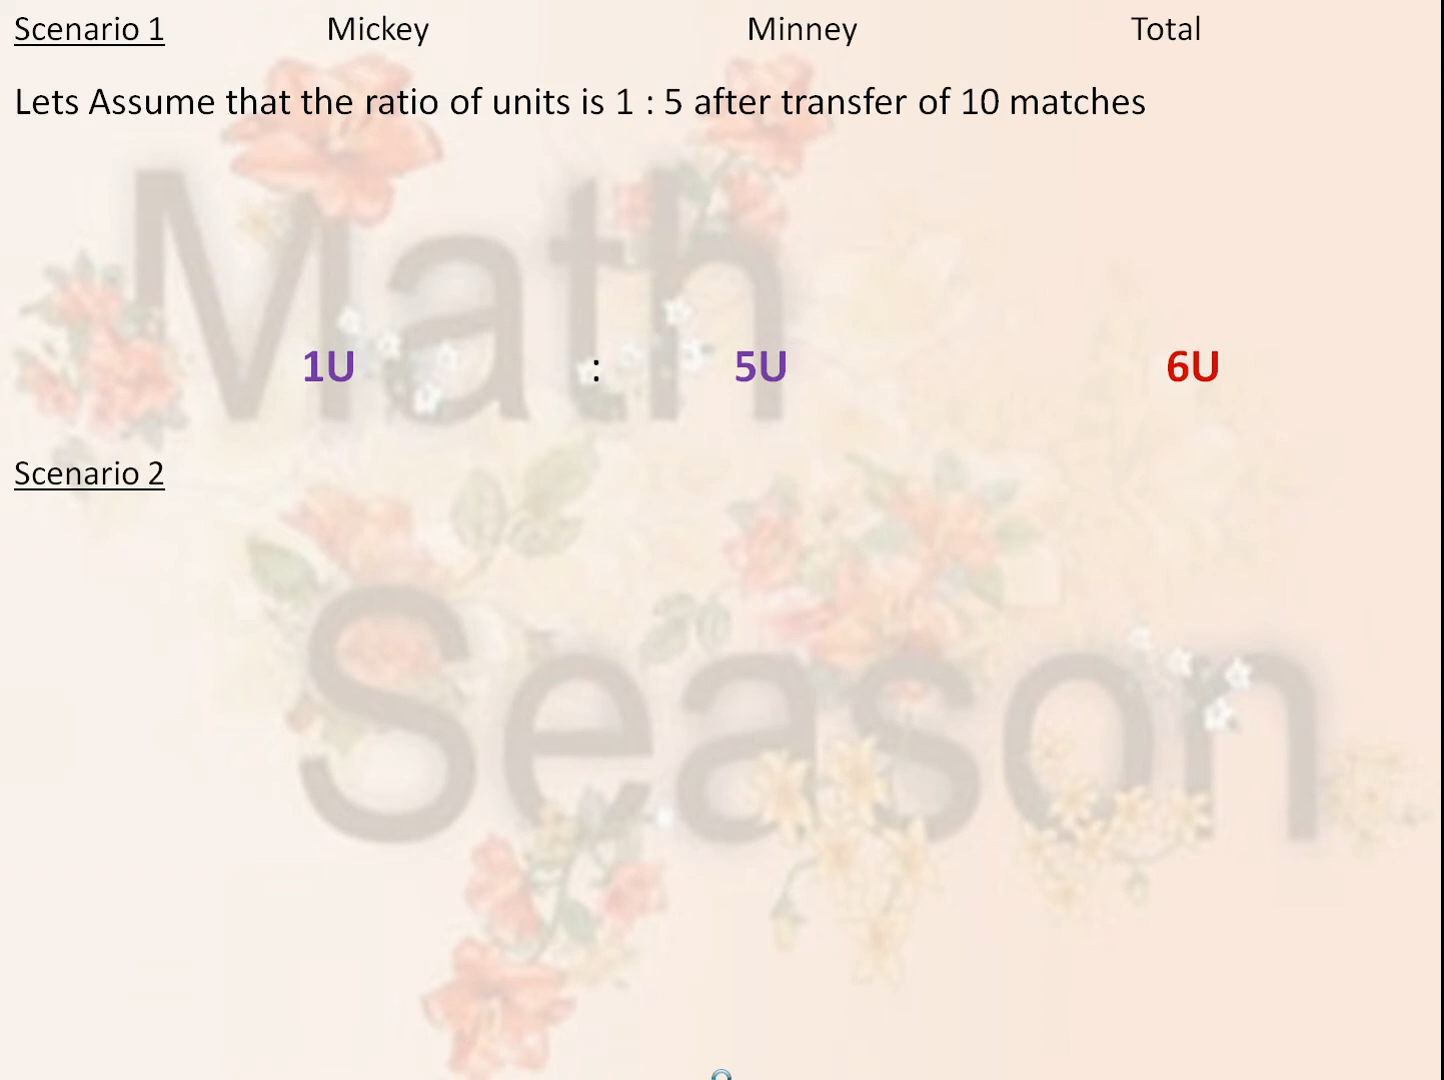 Scenario 1 Mickey Minney Total
Lets Assume that the ratio of units is 1 : 5 after transfer of 10 matches
Math
1U : 5U 6U
Scenario 2
Season